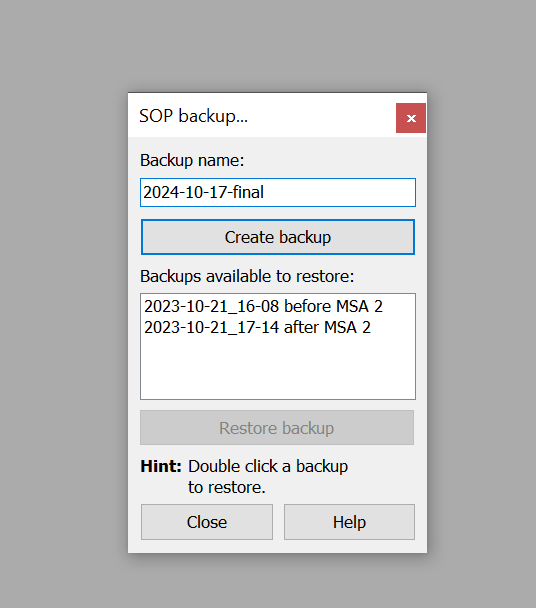 SOP backup...
Backup name:
2024-10-17-final
Create backup
Backups available to restore:
2023-10-21_16-08 before MSA 2
2023-10-21_17-14 after MSA 2
Restore backup
Hint: Double click a backup
to restore.
Close Help